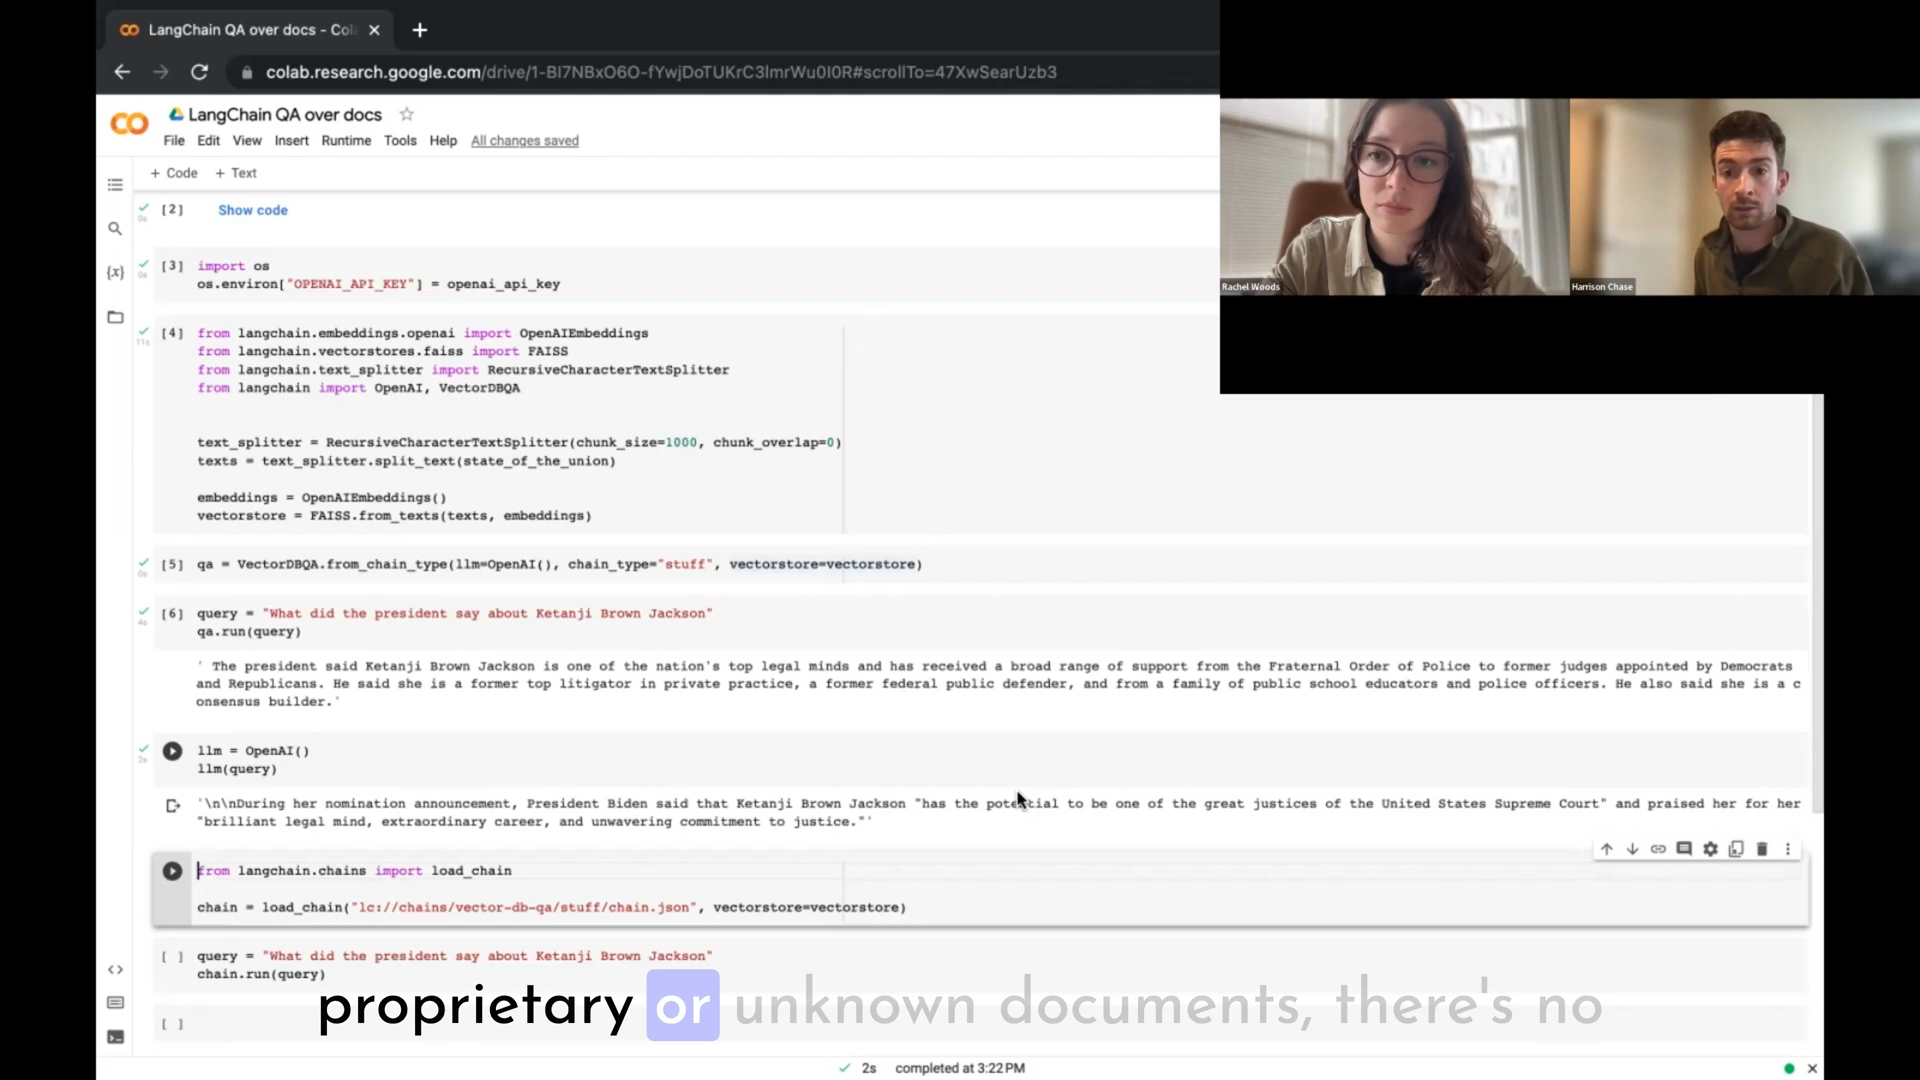 LangChain QA over docs - Col
colab.research.google.com/drive/1-BI7NBxO6O-fYwjDoTUKrC3lmrWu0I0R#scrollTo=47XwSearUzb3
LangChain QA over docs
File Edit View Insert Runtime Tools Help All changes saved
+ Code + Text
[2] Show code
0s
[3] import os
0s
os.environ["OPENAI_API_KEY"] = openai_api_key
[4] from langchain.embeddings.openai import OpenAIEmbeddings
11s
from langchain.vectorstores.faiss import FAISS
from langchain.text_splitter import RecursiveCharacterTextSplitter
from langchain import OpenAI, VectorDBQA
text_splitter = RecursiveCharacterTextSplitter(chunk_size=1000, chunk_overlap=0)
texts = text_splitter.split_text(state_of_the_union)
embeddings = OpenAIEmbeddings()
vectorstore = FAISS.from_texts(texts, embeddings)
[5] qa = VectorDBQA.from_chain_type(llm=OpenAI(), chain_type="stuff", vectorstore=vectorstore)
0s
[6] query = "What did the president say about Ketanji Brown Jackson"
4s
qa.run(query)
' The president said Ketanji Brown Jackson is one of the nation's top legal minds and has received a broad range of support from the Fraternal Order of Police to former judges appointed by Democrats
and Republicans. He said she is a former top litigator in private practice, a former federal public defender, and from a family of public school educators and police officers. He also said she is a c
onsensus builder.'
llm = OpenAI()
2s
llm(query)
'\n\nDuring her nomination announcement, President Biden said that Ketanji Brown Jackson "has the potential to be one of the great justices of the United States Supreme Court" and praised her for her
"brilliant legal mind, extraordinary career, and unwavering commitment to justice."'
from langchain.chains import load_chain
chain = load_chain("lc://chains/vector-db-qa/stuff/chain.json", vectorstore=vectorstore)
[ ] query = "What did the president say about Ketanji Brown Jackson"
chain.run(query)
[ ]
2s completed at 3:22 PM
Rachel Woods
Harrison Chase
proprietary or unknown documents, there's no